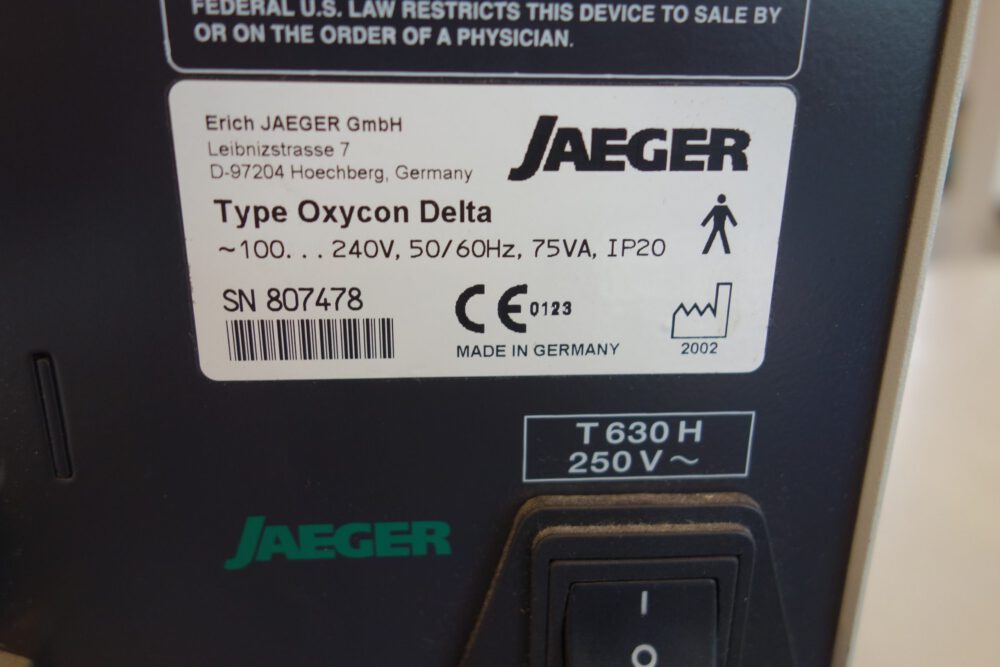 FEDERAL U.S. LAW RESTRICTS THIS DEVICE TO SALE BY
OR ON THE ORDER OF A PHYSICIAN.
Erich JAEGER GmbH
Leibnizstrasse 7
D-97204 Hoechberg, Germany
JAEGER
Type Oxycon Delta
~100... 240V, 50/60Hz, 75VA, IP20
SN 807478
CE 0123
MADE IN GERMANY
2002
T 630 H
250 V ~
JAEGER
I
O